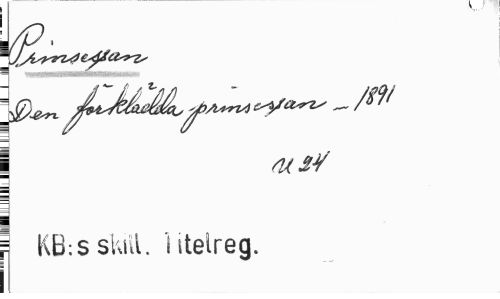 Prinsessan
Den förklädda prinsessan – 1891
U 24
KB:s skill. Titelreg.